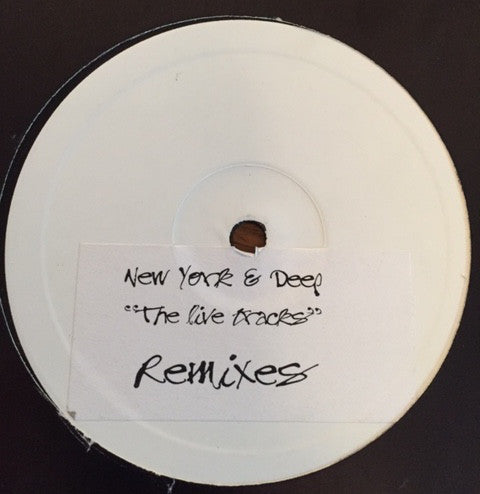 New York & Deep
"The live tracks"
Remixes